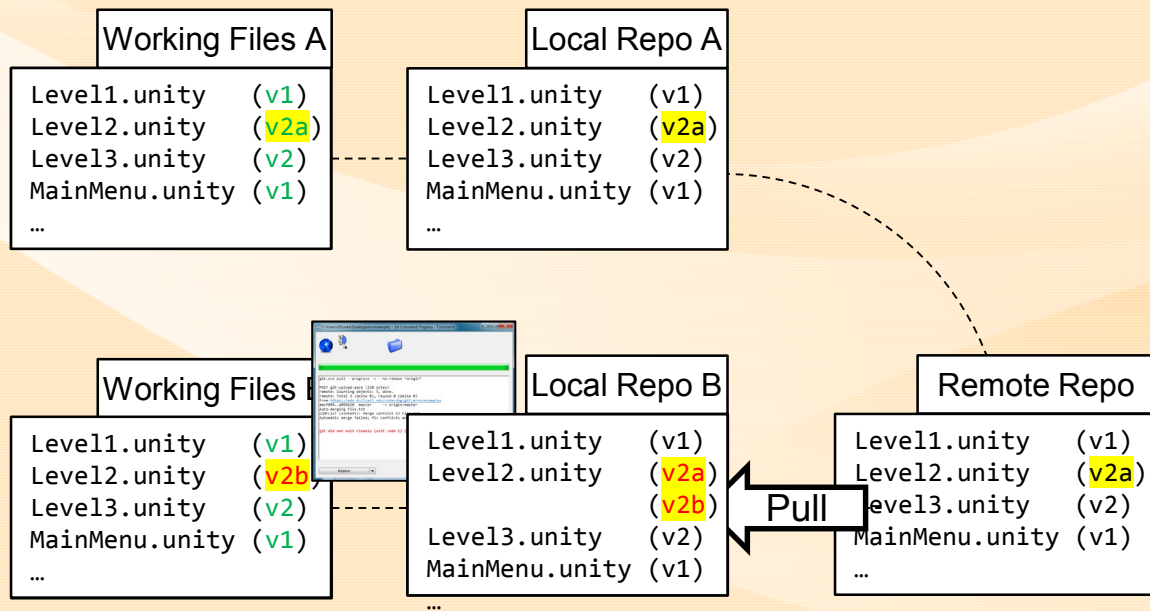 Working Files A
Level1.unity (v1)
Level2.unity (v2a)
Level3.unity (v2)
MainMenu.unity (v1)
…
Local Repo A
Level1.unity (v1)
Level2.unity (v2a)
Level3.unity (v2)
MainMenu.unity (v1)
…
Working Files
Level1.unity (v1)
Level2.unity (v2b)
Level3.unity (v2)
MainMenu.unity (v1)
…
Local Repo B
Level1.unity (v1)
Level2.unity (v2a)
(v2b)
Level3.unity (v2)
MainMenu.unity (v1)
…
Pull
Remote Repo
Level1.unity (v1)
Level2.unity (v2a)
Level3.unity (v2)
MainMenu.unity (v1)
…